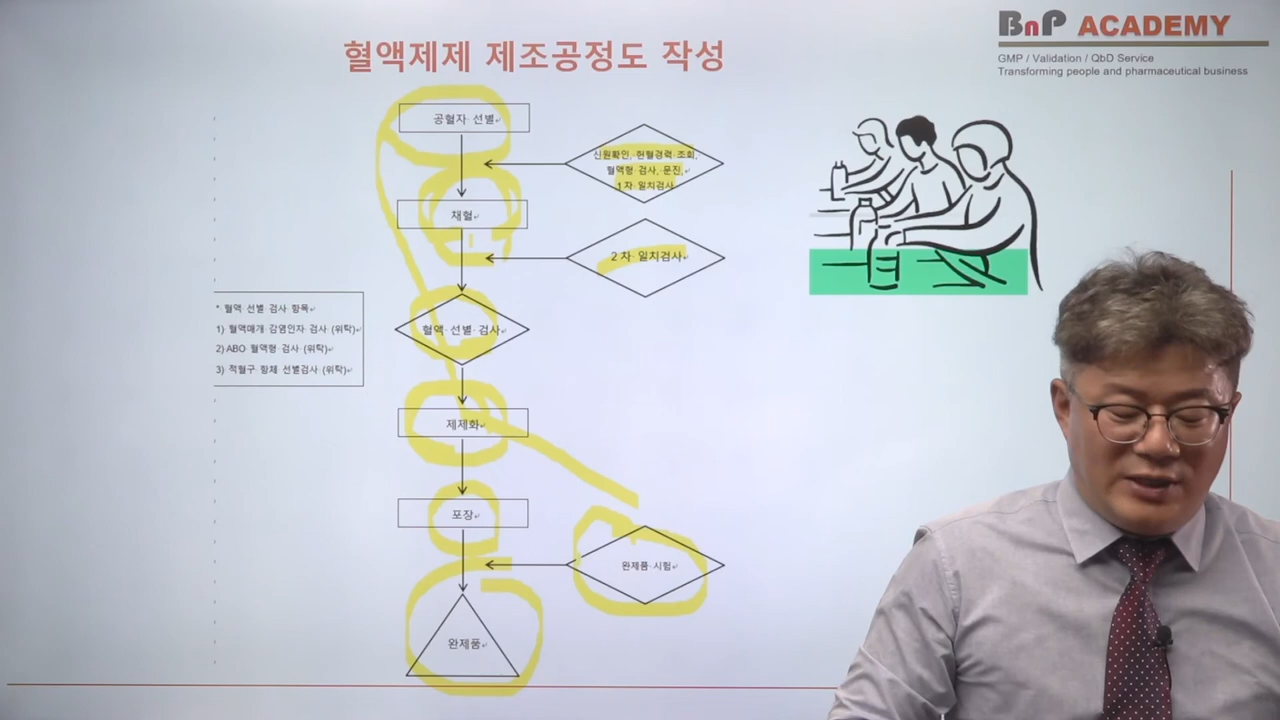 혈액제제 제조공정도 작성
BnP ACADEMY
GMP / Validation / QbD Service
Transforming people and pharmaceutical business
공혈자 선별
신원확인, 헌혈경력 조회,
혈액형 검사, 문진,
1차 일치검사
채혈
2차 일치검사
* 혈액 선별 검사 항목
1) 혈액매개 감염인자 검사 (위탁)
2) ABO 혈액형 검사 (위탁)
3) 적혈구 항체 선별검사 (위탁)
혈액 선별 검사
제제화
포장
완제품 시험
완제품